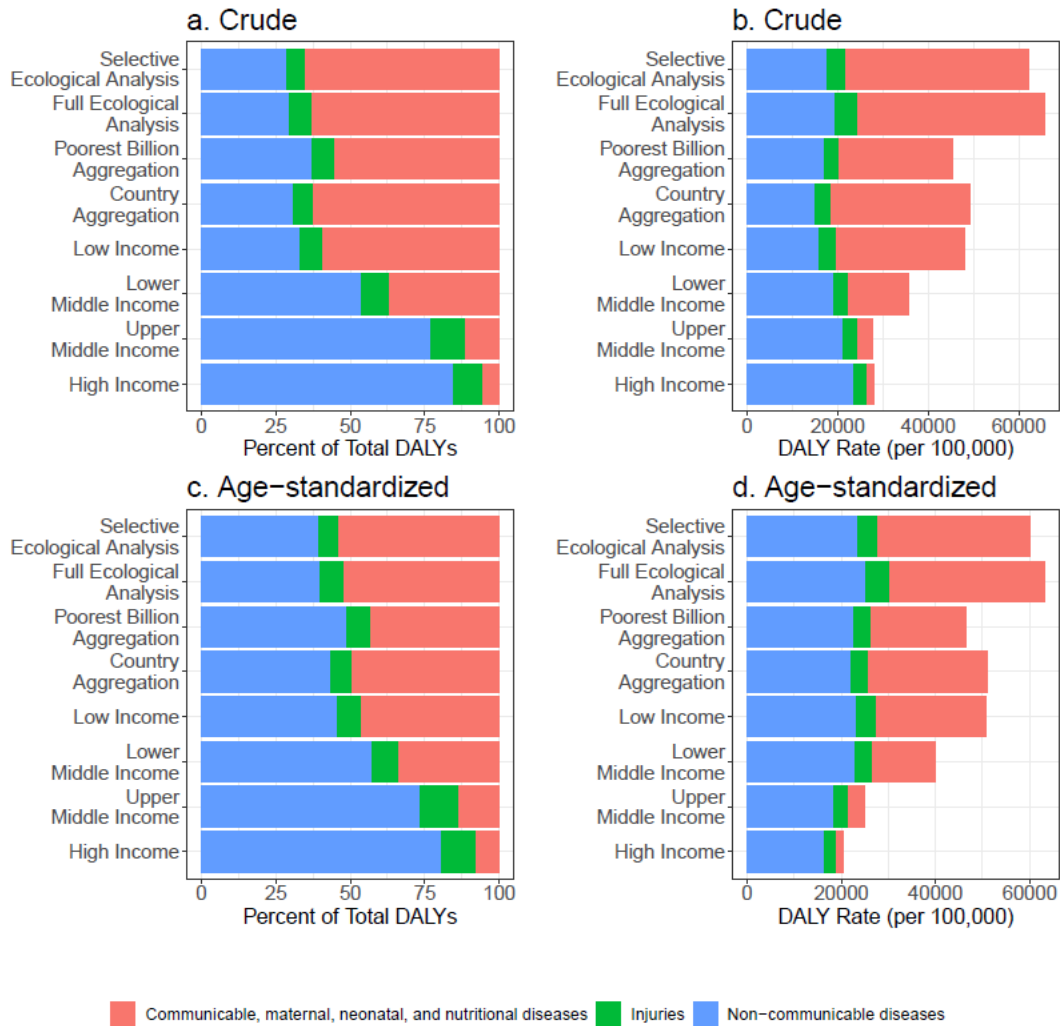 a. Crude
Selective
Ecological Analysis
Full Ecological
Analysis
Poorest Billion
Aggregation
Country
Aggregation
Low Income
Lower
Middle Income
Upper
Middle Income
High Income
0 25 50 75 100
Percent of Total DALYs
b. Crude
Selective
Ecological Analysis
Full Ecological
Analysis
Poorest Billion
Aggregation
Country
Aggregation
Low Income
Lower
Middle Income
Upper
Middle Income
High Income
0 20000 40000 60000
DALY Rate (per 100,000)
c. Age−standardized
Selective
Ecological Analysis
Full Ecological
Analysis
Poorest Billion
Aggregation
Country
Aggregation
Low Income
Lower
Middle Income
Upper
Middle Income
High Income
0 25 50 75 100
Percent of Total DALYs
d. Age−standardized
Selective
Ecological Analysis
Full Ecological
Analysis
Poorest Billion
Aggregation
Country
Aggregation
Low Income
Lower
Middle Income
Upper
Middle Income
High Income
0 20000 40000 60000
DALY Rate (per 100,000)
Communicable, maternal, neonatal, and nutritional diseases Injuries Non−communicable diseases